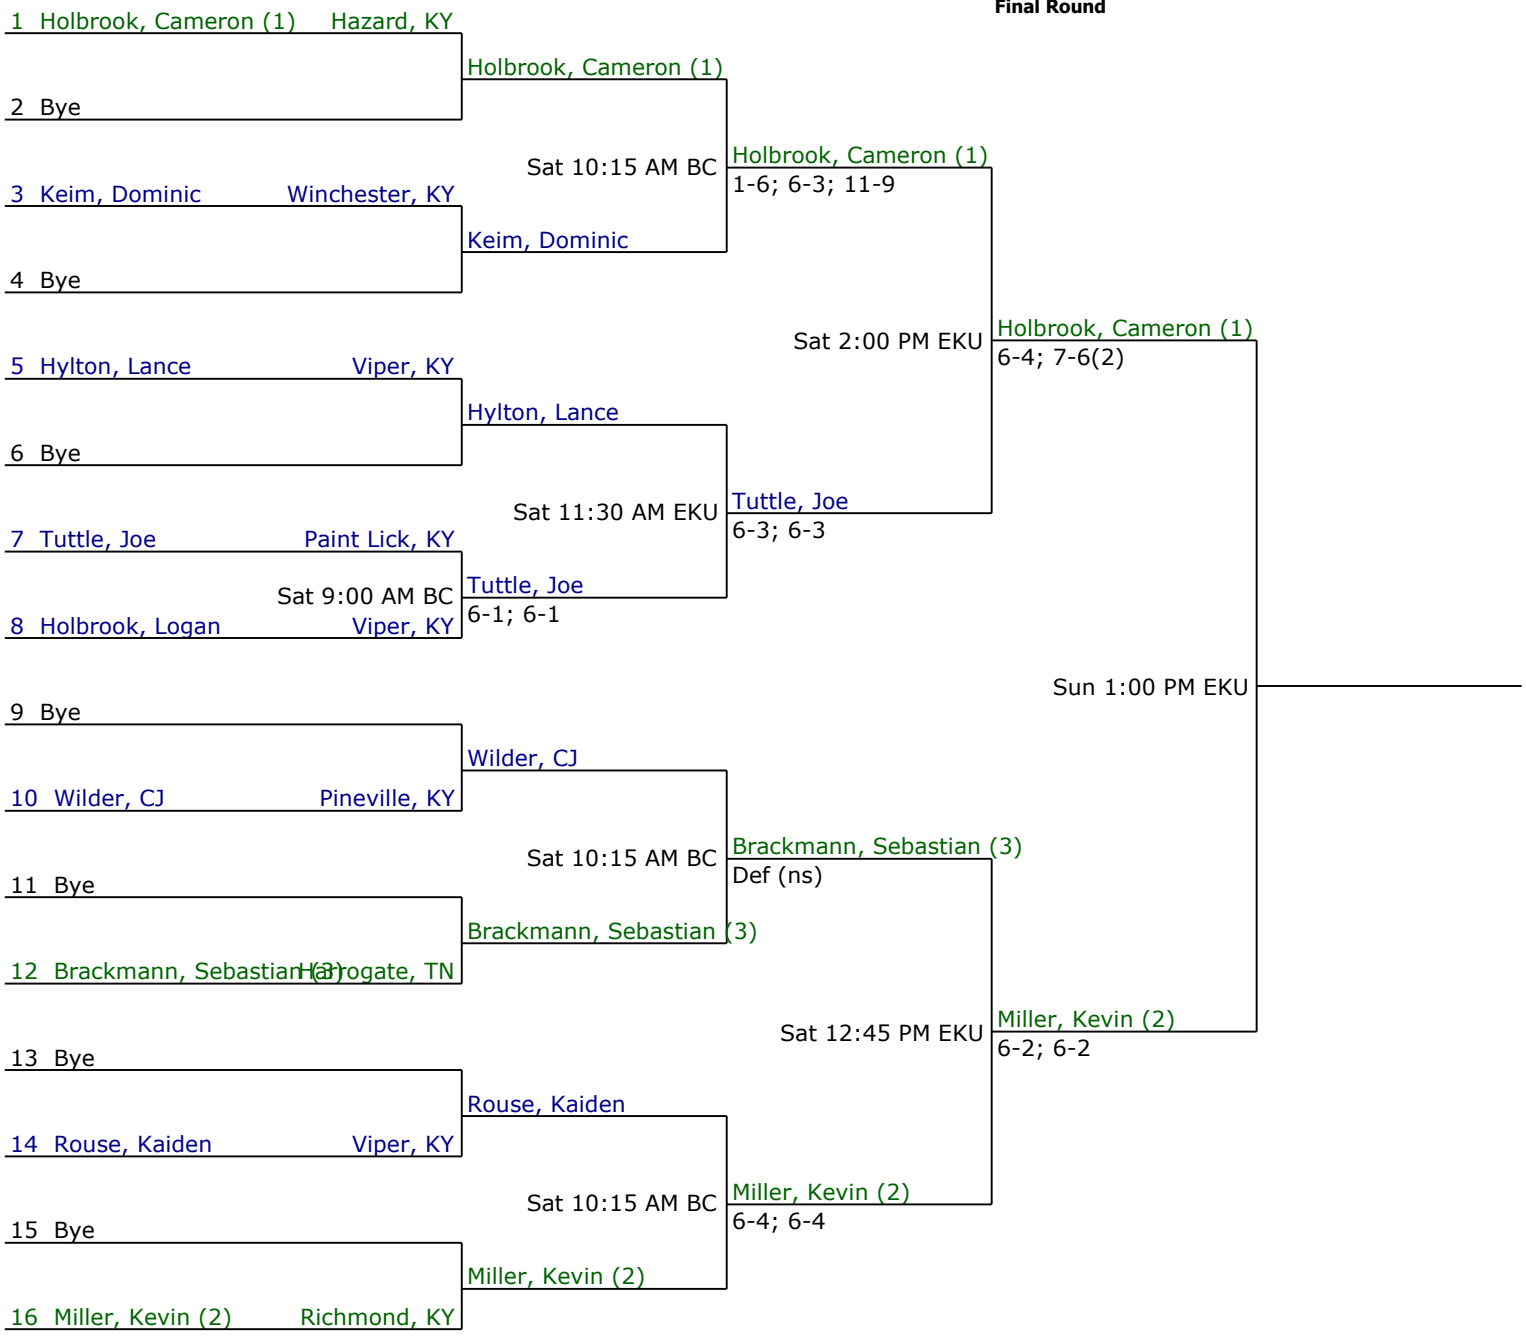 Final Round
1 Holbrook, Cameron (1) Hazard, KY
Holbrook, Cameron (1)
2 Bye
Sat 10:15 AM BC
Holbrook, Cameron (1)
1-6; 6-3; 11-9
3 Keim, Dominic Winchester, KY
Keim, Dominic
4 Bye
Sat 2:00 PM EKU
Holbrook, Cameron (1)
6-4; 7-6(2)
5 Hylton, Lance Viper, KY
Hylton, Lance
6 Bye
Sat 11:30 AM EKU
Tuttle, Joe
6-3; 6-3
7 Tuttle, Joe Paint Lick, KY
Sat 9:00 AM BC
Tuttle, Joe
6-1; 6-1
8 Holbrook, Logan Viper, KY
Sun 1:00 PM EKU
9 Bye
Wilder, CJ
10 Wilder, CJ Pineville, KY
Sat 10:15 AM BC
Brackmann, Sebastian (3)
Def (ns)
11 Bye
Brackmann, Sebastian (3)
12 Brackmann, Sebastian (3) Harrogate, TN
Sat 12:45 PM EKU
Miller, Kevin (2)
6-2; 6-2
13 Bye
Rouse, Kaiden
14 Rouse, Kaiden Viper, KY
Sat 10:15 AM BC
Miller, Kevin (2)
6-4; 6-4
15 Bye
Miller, Kevin (2)
16 Miller, Kevin (2) Richmond, KY